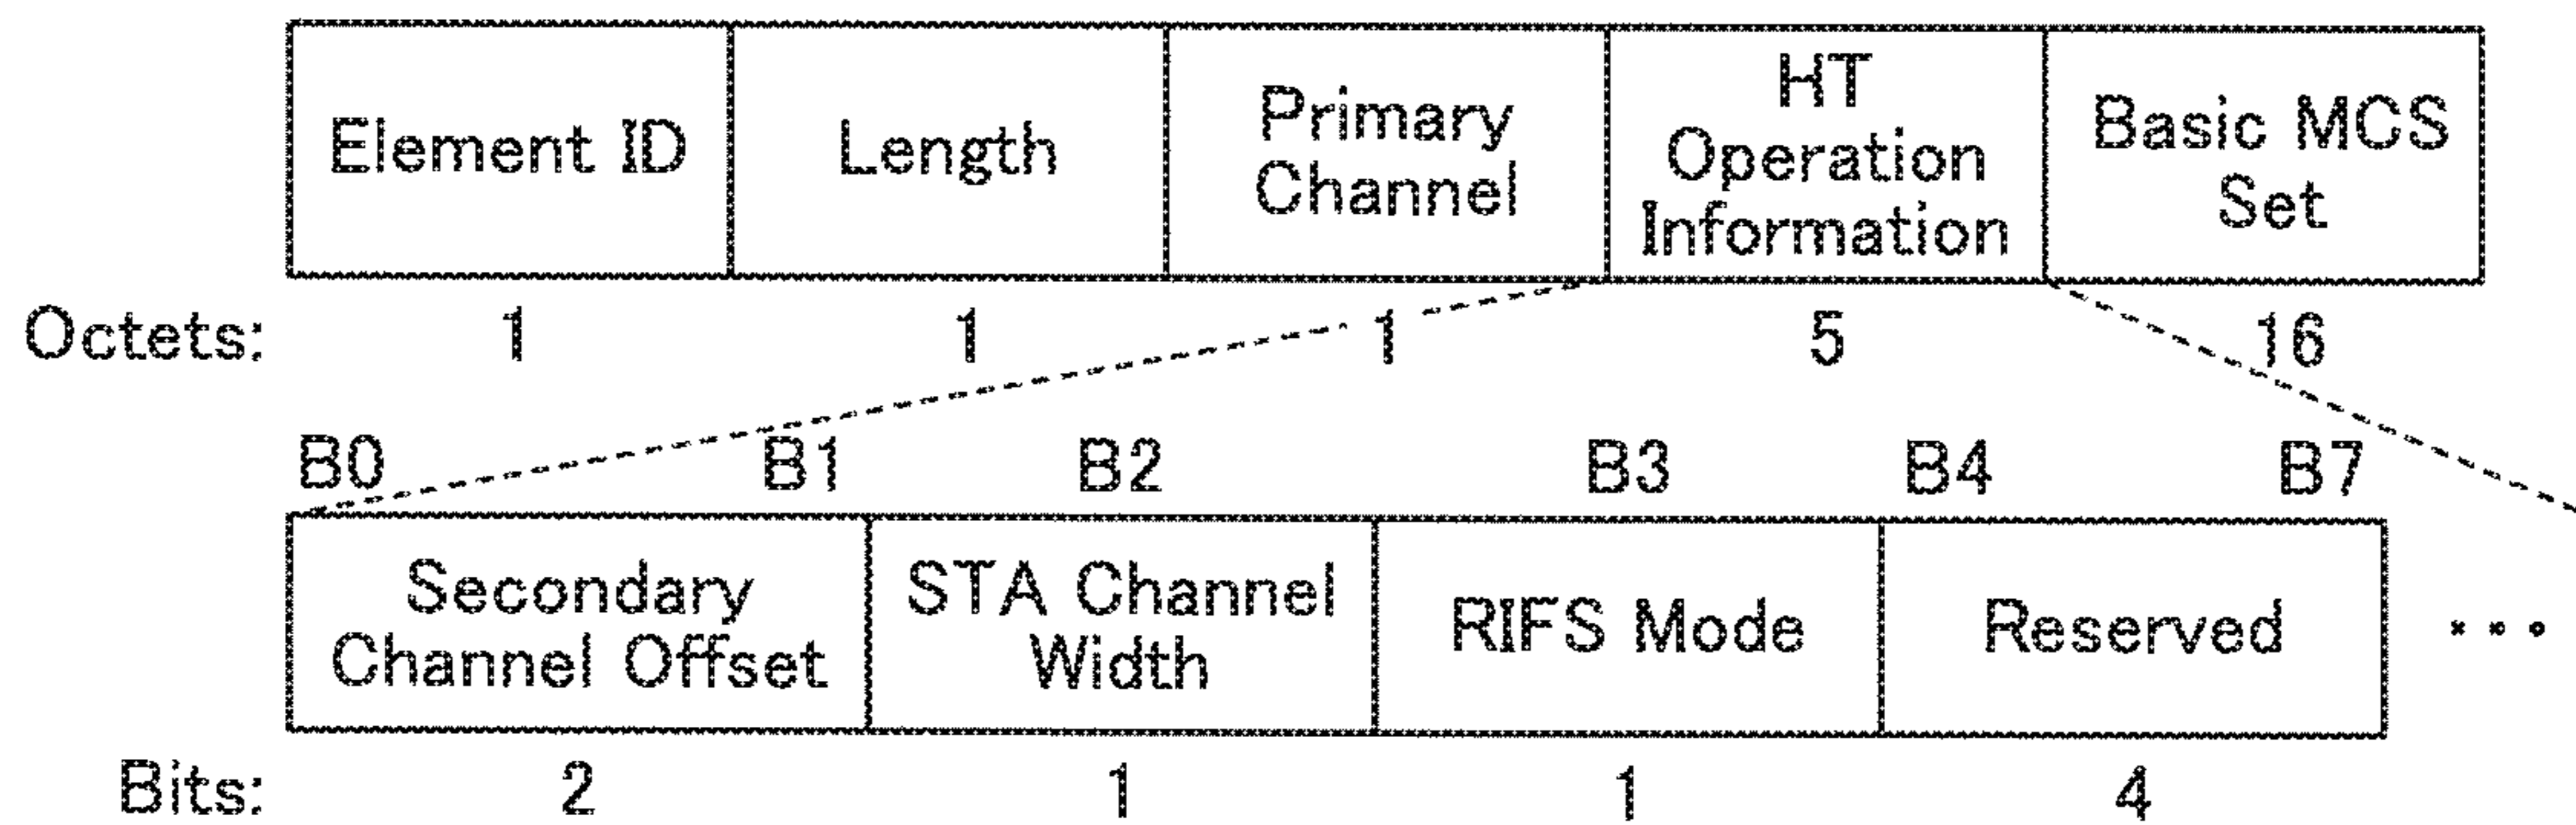 Element ID Length Primary Channel HT Operation Information Basic MCS Set
Octets: 1 1 1 5 16
B0 B1 B2 B3 B4 B7
Secondary Channel Offset STA Channel Width RIFS Mode Reserved ...
Bits: 2 1 1 4